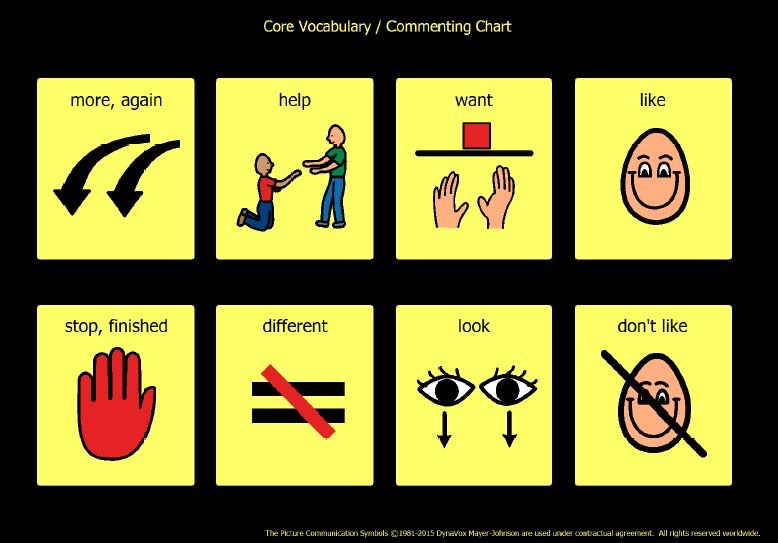 Core Vocabulary / Commenting Chart
more, again
help
want
like
stop, finished
different
look
don't like
The Picture Communication Symbols ©1981-2015 DynaVox Mayer-Johnson are used under contractual agreement. All rights reserved worldwide.